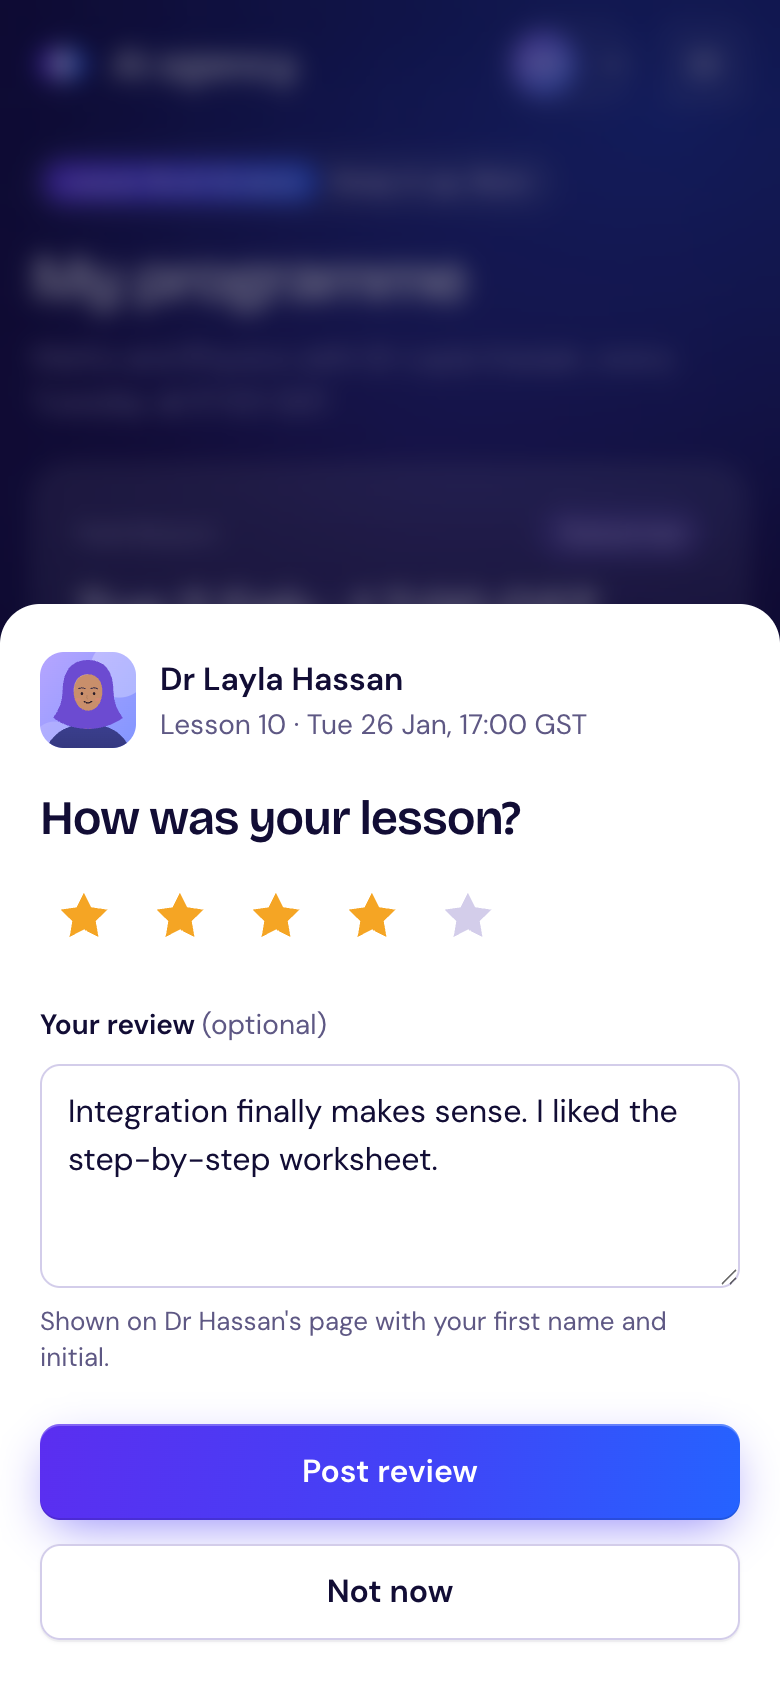 My programme
Dr Layla Hassan
Lesson 10 · Tue 26 Jan, 17:00 GST
How was your lesson?
Your review (optional)
Integration finally makes sense. I liked the
step-by-step worksheet.
Shown on Dr Hassan's page with your first name and
initial.
Post review
Not now